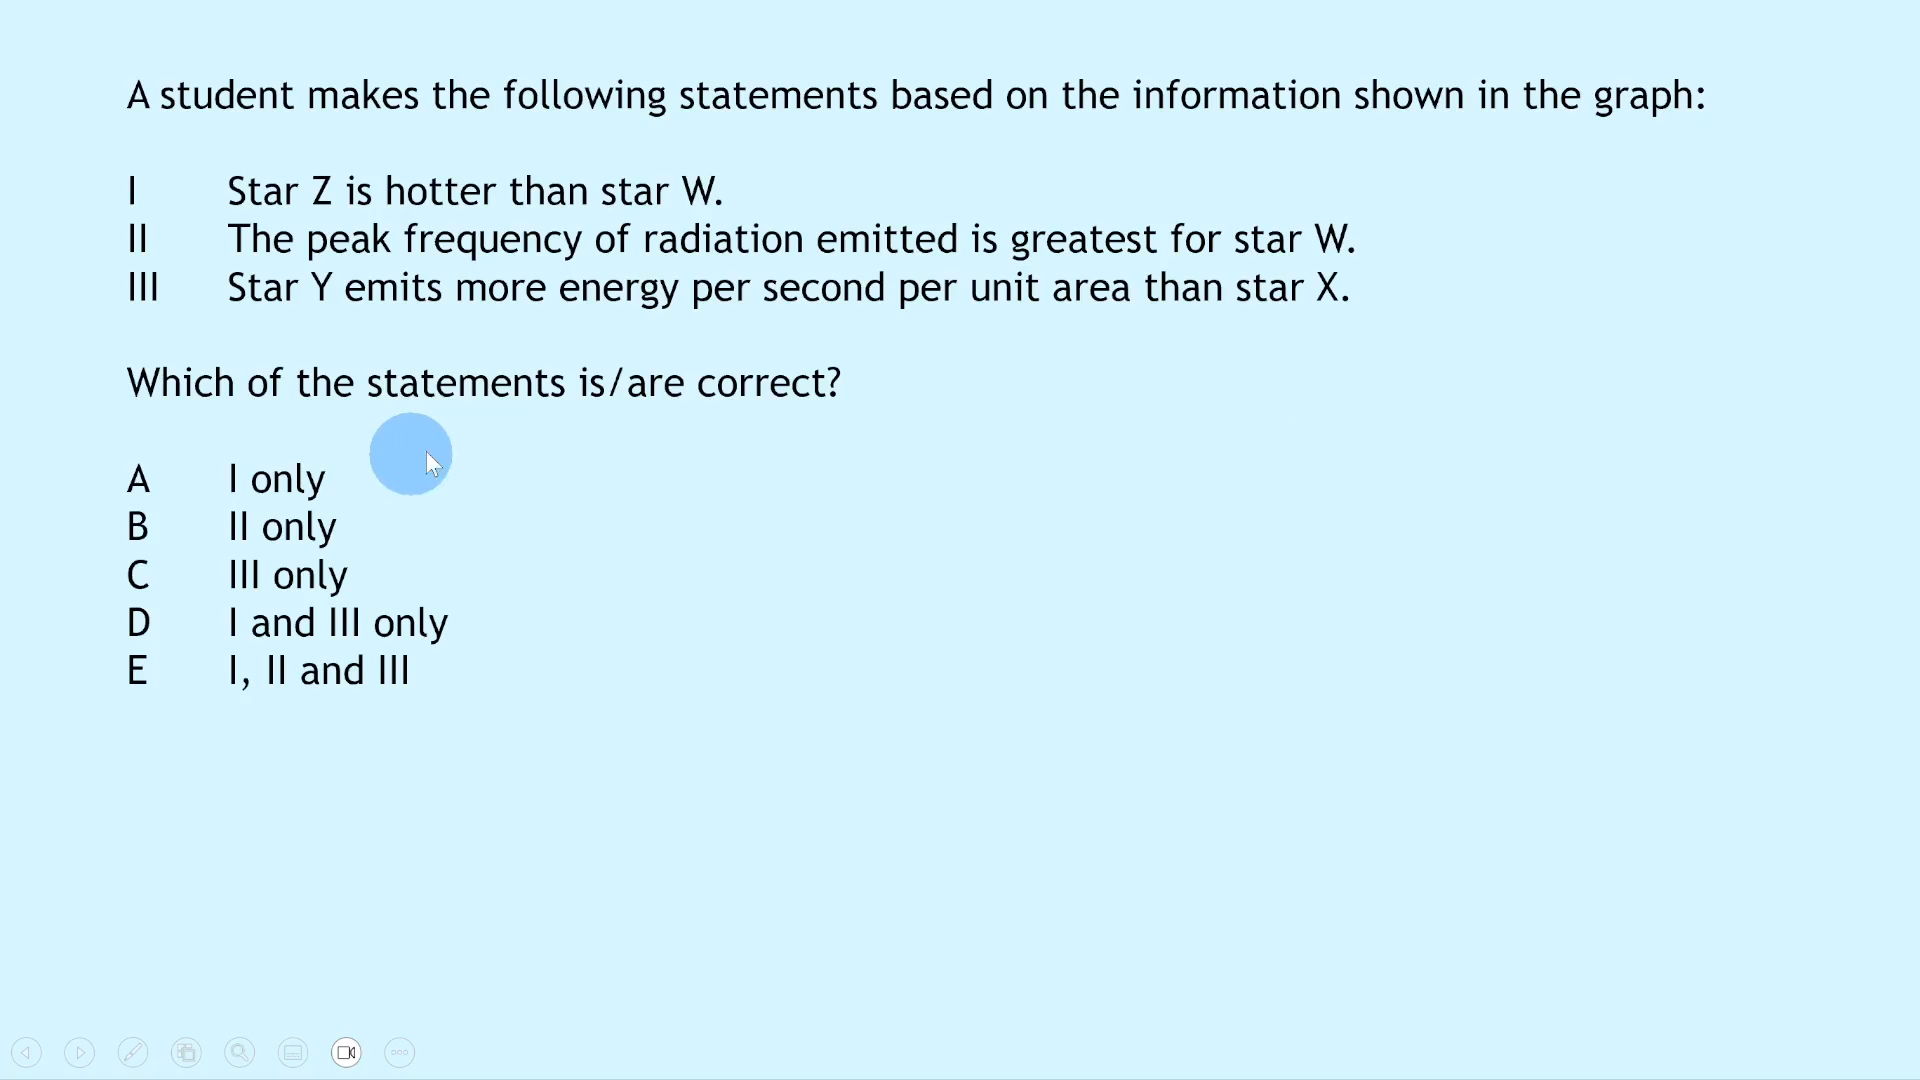 A student makes the following statements based on the information shown in the graph:
I Star Z is hotter than star W.
II The peak frequency of radiation emitted is greatest for star W.
III Star Y emits more energy per second per unit area than star X.
Which of the statements is/are correct?
A I only
B II only
C III only
D I and III only
E I, II and III